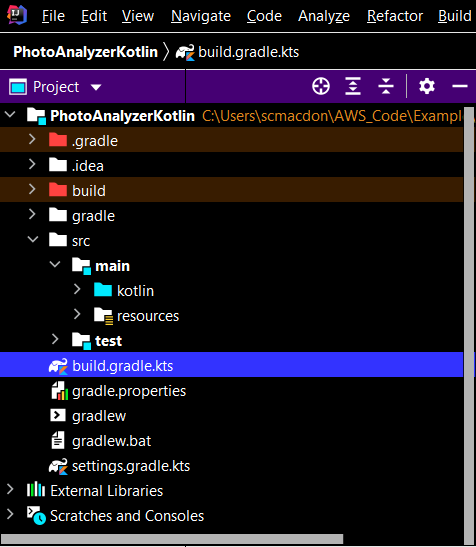 IJ File Edit View Navigate Code Analyze Refactor Build
PhotoAnalyzerKotlin build.gradle.kts
Project
PhotoAnalyzerKotlin C:\Users\scmacdon\AWS_Code\Example
.gradle
.idea
build
gradle
src
main
kotlin
resources
test
build.gradle.kts
gradle.properties
gradlew
gradlew.bat
settings.gradle.kts
External Libraries
Scratches and Consoles